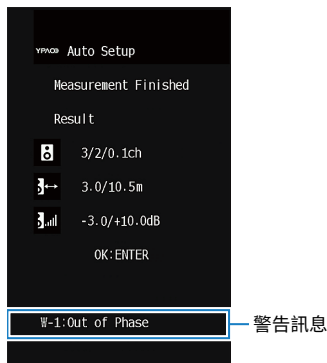 YPAO Auto Setup
Measurement Finished
Result
3/2/0.1ch
3.0/10.5m
-3.0/+10.0dB
OK:ENTER
W-1:Out of Phase
警告訊息